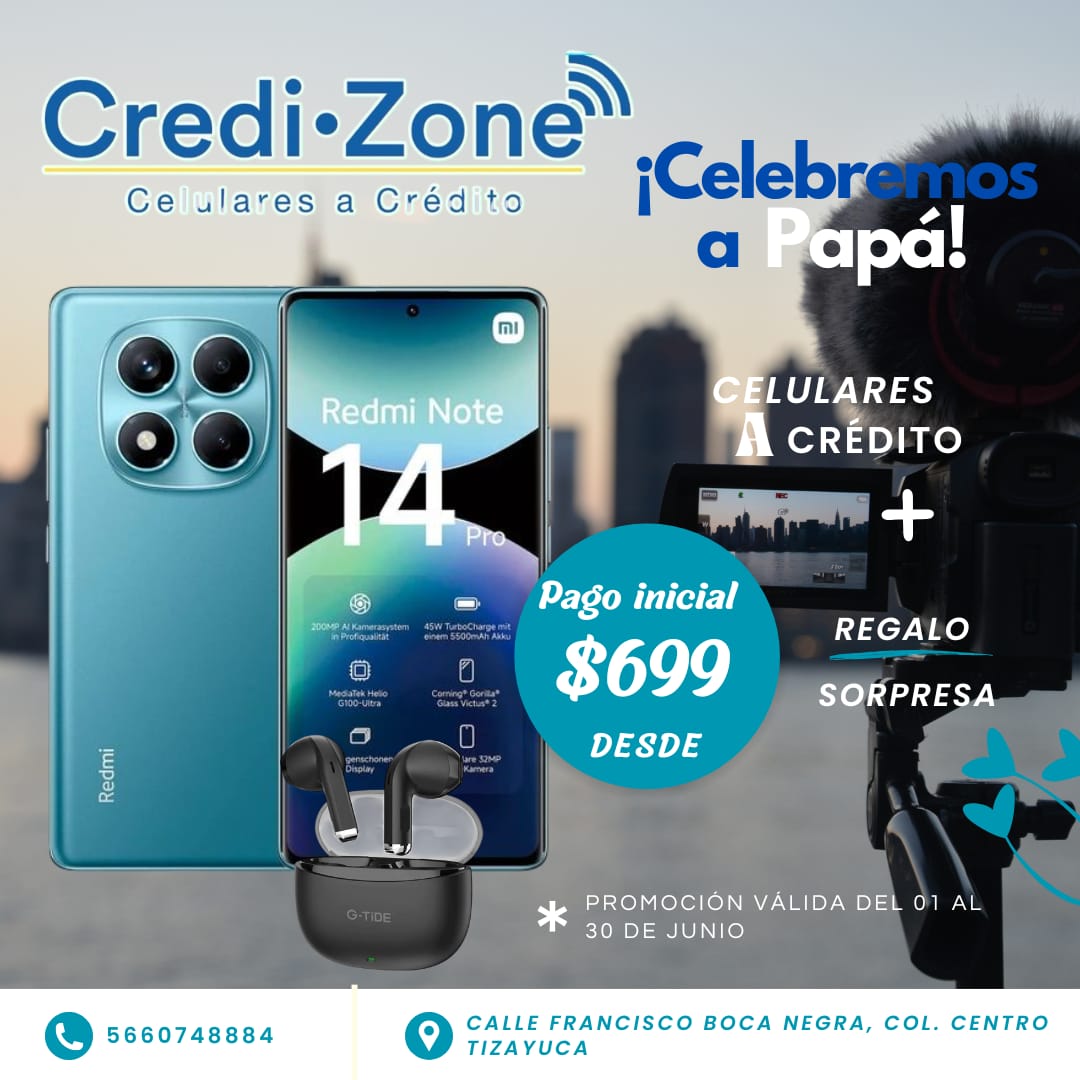 Credi•Zone
Celulares a Crédito
¡Celebremos
a Papá!
CELULARES
A CRÉDITO
+
REGALO
SORPRESA
Redmi Note
14
Pro
200MP AI Kamerasystem
in Profiqualität
45W TurboCharge mit
einem 5500mAh Akku
MediaTek Helio
G100-Ultra
Corning® Gorilla®
Glass Victus® 2
genschonen
Display
are 32MP
Kamera
Redmi
Pago inicial
$699
DESDE
G-TiDE
* PROMOCIÓN VÁLIDA DEL 01 AL
30 DE JUNIO
5660748884
CALLE FRANCISCO BOCA NEGRA, COL. CENTRO
TIZAYUCA